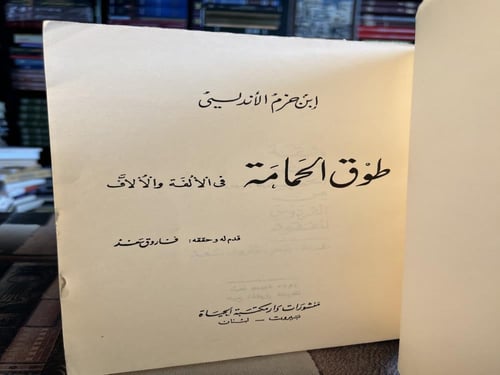 ابن حزم الأندلسي
طوق الحمامة في الألفة والألاف
قدم له وحققه: فاروق سعد
منشورات دار مكتبة الحياة
بيروت - لبنان